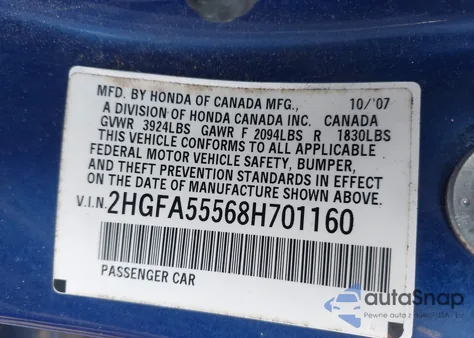 MFD. BY HONDA OF CANADA MFG., 10/'07
A DIVISION OF HONDA CANADA INC. CANADA
GVWR 3924LBS GAWR F 2094LBS R 1830LBS
THIS VEHICLE CONFORMS TO ALL APPLICABLE
FEDERAL MOTOR VEHICLE SAFETY, BUMPER,
AND THEFT PREVENTION STANDARDS IN EFFECT
ON THE DATE OF MANUFACTURE SHOWN ABOVE.
V.I.N. 2HGFA55568H701160
PASSENGER CAR
autoSnap
Pewne auta z